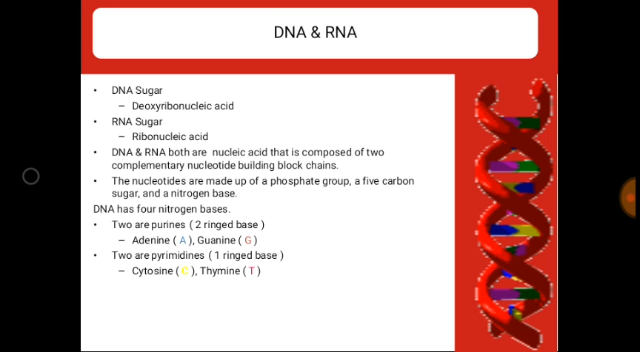 DNA & RNA
• DNA Sugar
– Deoxyribonucleic acid
• RNA Sugar
– Ribonucleic acid
• DNA & RNA both are nucleic acid that is composed of two
complementary nucleotide building block chains.
• The nucleotides are made up of a phosphate group, a five carbon
sugar, and a nitrogen base.
DNA has four nitrogen bases.
• Two are purines ( 2 ringed base )
– Adenine ( A ), Guanine ( G )
• Two are pyrimidines ( 1 ringed base )
– Cytosine ( C ), Thymine ( T )